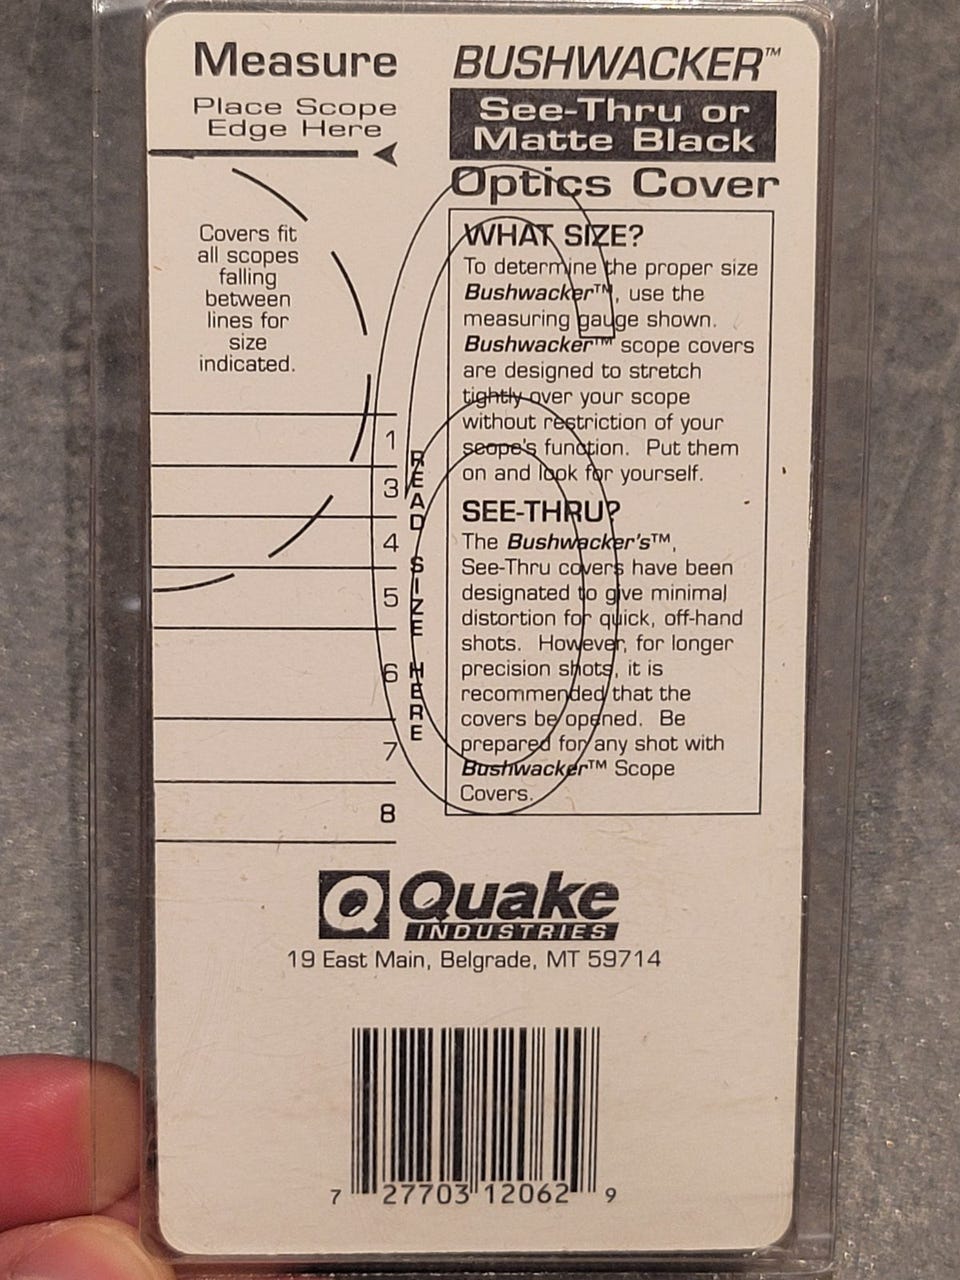 Measure
Place Scope
Edge Here
Covers fit
all scopes
falling
between
lines for
size
indicated.
1
3
4
5
6
7
8
READ SIZE HERE
BUSHWACKER™
See-Thru or
Matte Black
Optics Cover
WHAT SIZE?
To determine the proper size
Bushwacker™, use the
measuring gauge shown.
Bushwacker™ scope covers
are designed to stretch
tightly over your scope
without restriction of your
scope's function. Put them
on and look for yourself.
SEE-THRU?
The Bushwacker's™,
See-Thru covers have been
designated to give minimal
distortion for quick, off-hand
shots. However, for longer
precision shots, it is
recommended that the
covers be opened. Be
prepared for any shot with
Bushwacker™ Scope
Covers.
Q Quake
INDUSTRIES
19 East Main, Belgrade, MT 59714
7 27703 12062 9